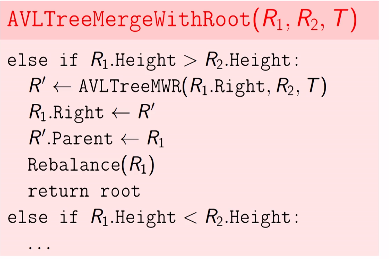 AVLTreeMergeWithRoot(R₁, R₂, T)
else if R₁.Height > R₂.Height:
R′ ← AVLTreeMWR(R₁.Right, R₂, T)
R₁.Right ← R′
R′.Parent ← R₁
Rebalance(R₁)
return root
else if R₁.Height < R₂.Height:
...